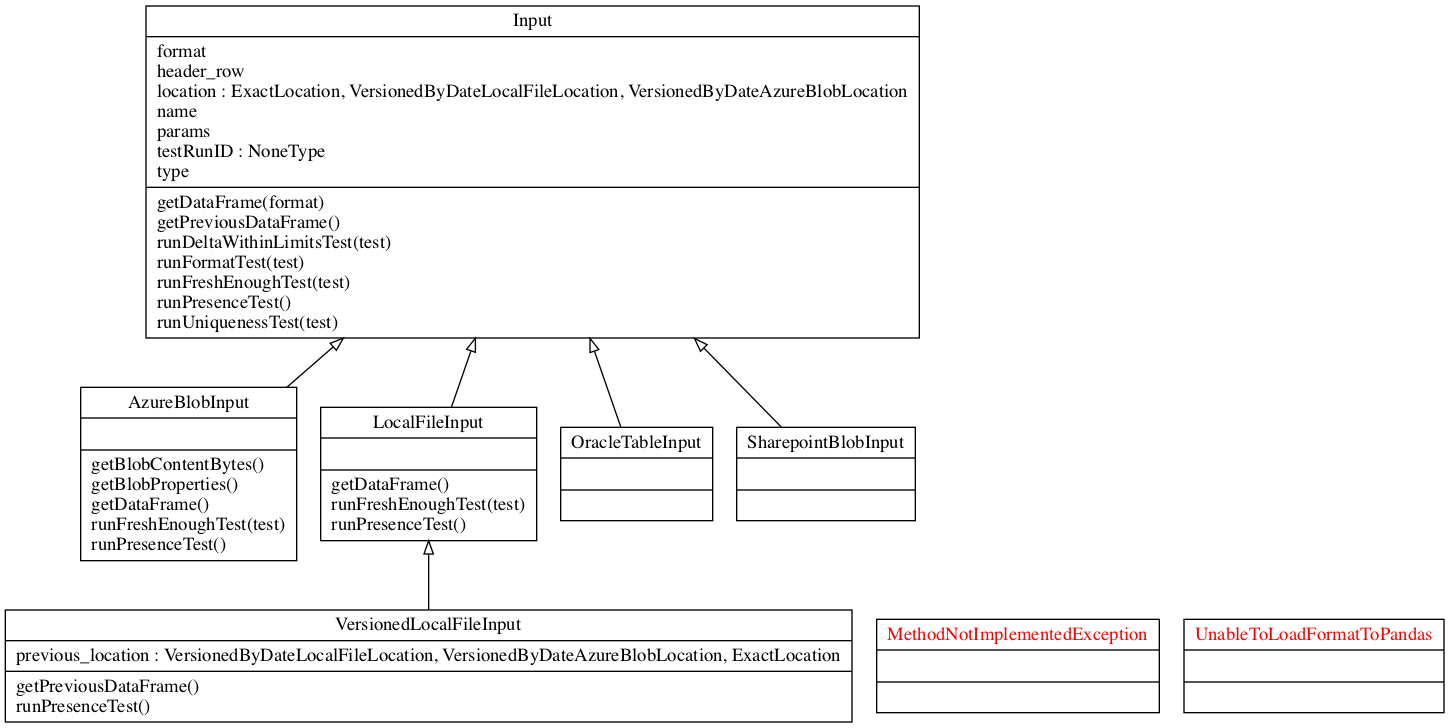 Input
format
header_row
location : ExactLocation, VersionedByDateLocalFileLocation, VersionedByDateAzureBlobLocation
name
params
testRunID : NoneType
type
getDataFrame(format)
getPreviousDataFrame()
runDeltaWithinLimitsTest(test)
runFormatTest(test)
runFreshEnoughTest(test)
runPresenceTest()
runUniquenessTest(test)
AzureBlobInput
getBlobContentBytes()
getBlobProperties()
getDataFrame()
runFreshEnoughTest(test)
runPresenceTest()
LocalFileInput
getDataFrame()
runFreshEnoughTest(test)
runPresenceTest()
OracleTableInput
SharepointBlobInput
VersionedLocalFileInput
previous_location : VersionedByDateLocalFileLocation, VersionedByDateAzureBlobLocation, ExactLocation
getPreviousDataFrame()
runPresenceTest()
MethodNotImplementedException
UnableToLoadFormatToPandas